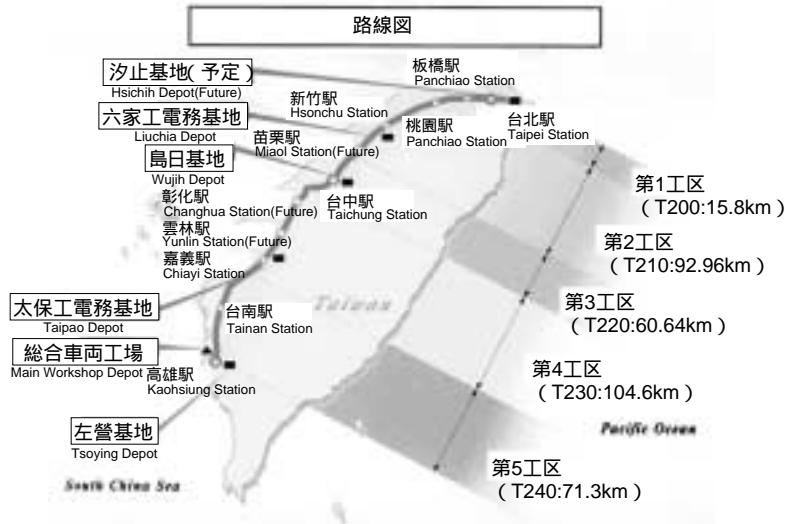 路線図
汐止基地(予定)
Hsichih Depot(Future)
板橋駅
Panchiao Station
新竹駅
Hsonchu Station
六家工電務基地
Liuchia Depot
桃園駅
Panchiao Station
台北駅
Taipei Station
苗栗駅
Miaol Station(Future)
烏日基地
Wujih Depot
彰化駅
Changhua Station(Future)
台中駅
Taichung Station
雲林駅
Yunlin Station(Future)
嘉義駅
Chiayi Station
太保工電務基地
Taipao Depot
台南駅
Tainan Station
総合車両工場
Main Workshop Depot
高雄駅
Kaohsiung Station
左營基地
Tsoying Depot
Taiwan
第1工区
(T200:15.8km)
第2工区
(T210:92.96km)
第3工区
(T220:60.64km)
第4工区
(T230:104.6km)
第5工区
(T240:71.3km)
Pacific Ocean
South China Sea